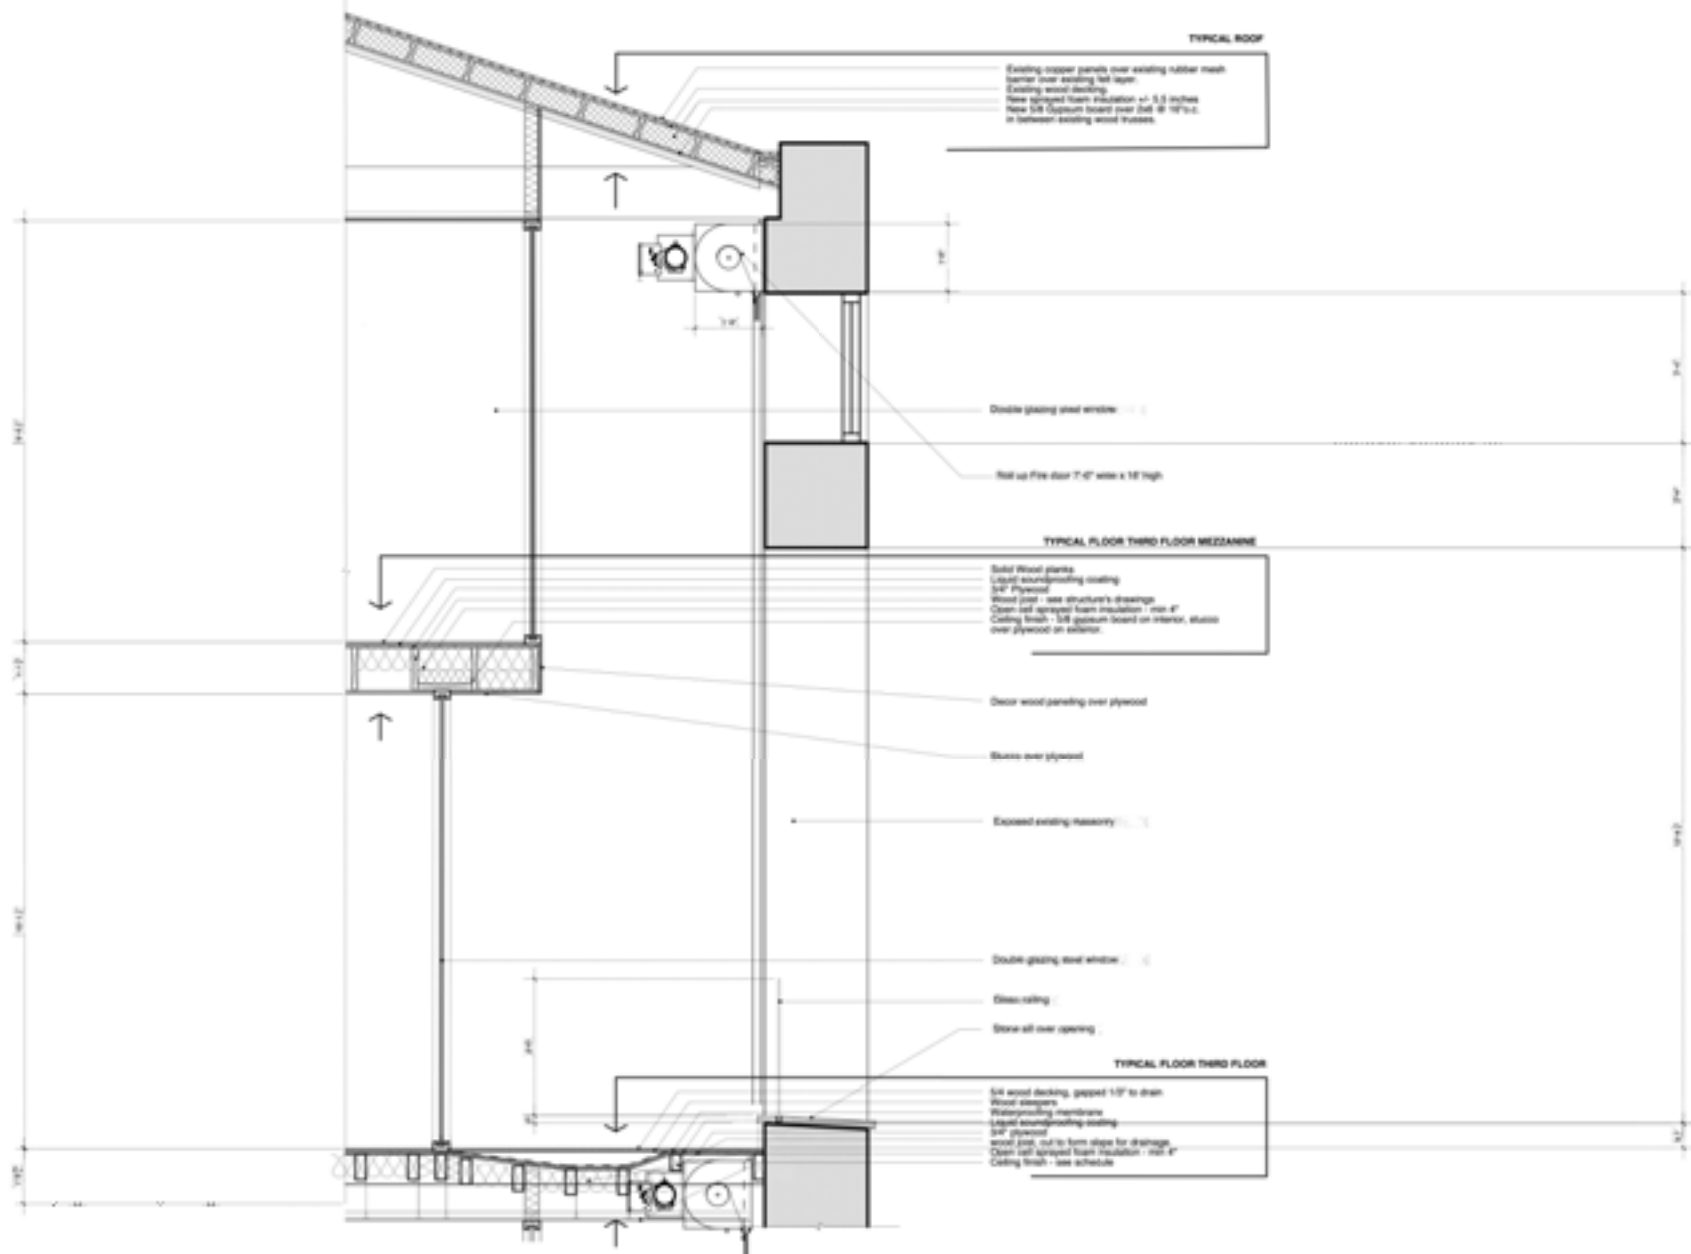 TYPICAL ROOF
Existing copper panels over existing rubber mesh
barrier over existing felt layer.
Existing wood decking.
New sprayed foam insulation +/- 5.5 inches
New 5/8 Gypsum board over 2x6 @ 16"o.c.
in between existing wood trusses.
Double glazing steel window
Roll up Fire door 7'-6" wide x 16' high
TYPICAL FLOOR THIRD FLOOR MEZZANINE
Solid Wood planks
Liquid soundproofing coating
3/4" Plywood
Wood joist - see structure's drawings
Open cell sprayed foam insulation - min 4"
Ceiling finish - 5/8 gypsum board on interior, stucco
over plywood on exterior.
Decor wood paneling over plywood
Stucco over plywood
Exposed existing masonry
Double glazing steel window
Glass railing
Stone sill over opening
TYPICAL FLOOR THIRD FLOOR
5/4 wood decking, gapped to drain
Wood sleepers
Waterproofing membrane
Liquid soundproofing coating
3/4" plywood
wood joist, cut to form slope for drainage.
Open cell sprayed foam insulation - min 4"
Ceiling finish - see schedule